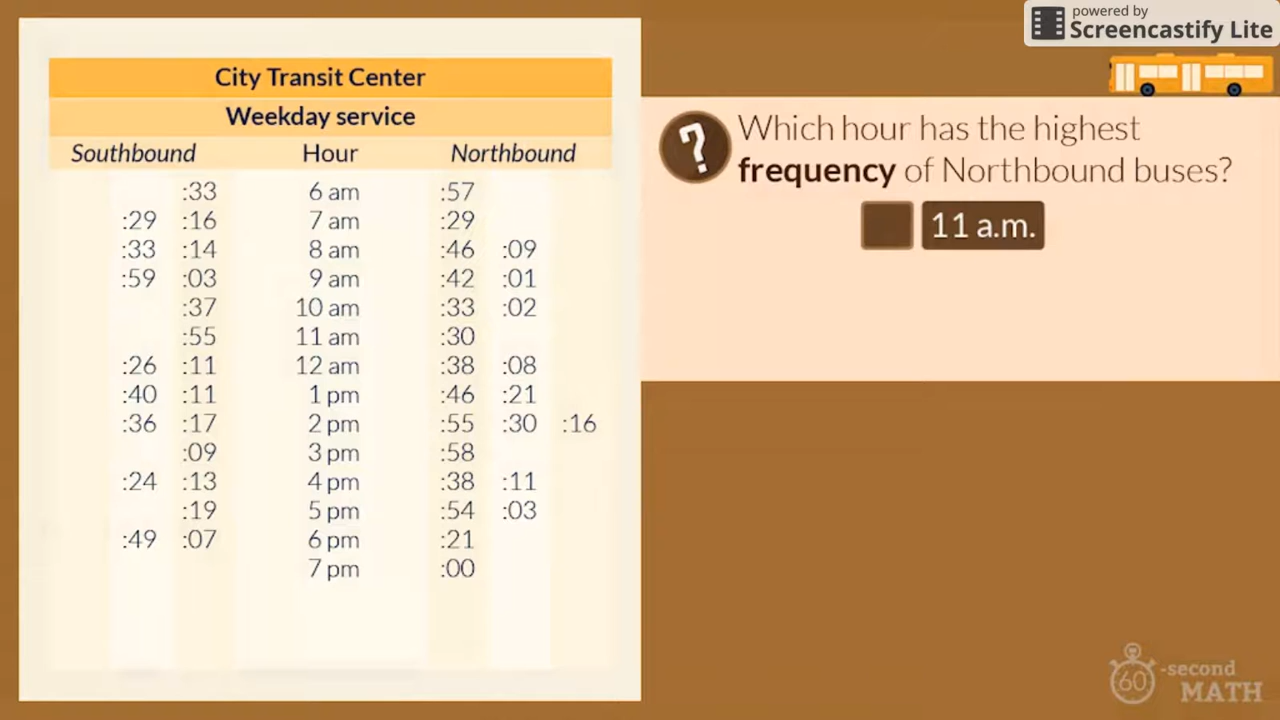 powered by
Screencastify Lite
City Transit Center
Weekday service
Southbound Hour Northbound
:33 6 am :57
:29 :16 7 am :29
:33 :14 8 am :46 :09
:59 :03 9 am :42 :01
:37 10 am :33 :02
:55 11 am :30
:26 :11 12 am :38 :08
:40 :11 1 pm :46 :21
:36 :17 2 pm :55 :30 :16
:09 3 pm :58
:24 :13 4 pm :38 :11
:19 5 pm :54 :03
:49 :07 6 pm :21
7 pm :00
?
Which hour has the highest
frequency of Northbound buses?
11 a.m.
60-second
MATH